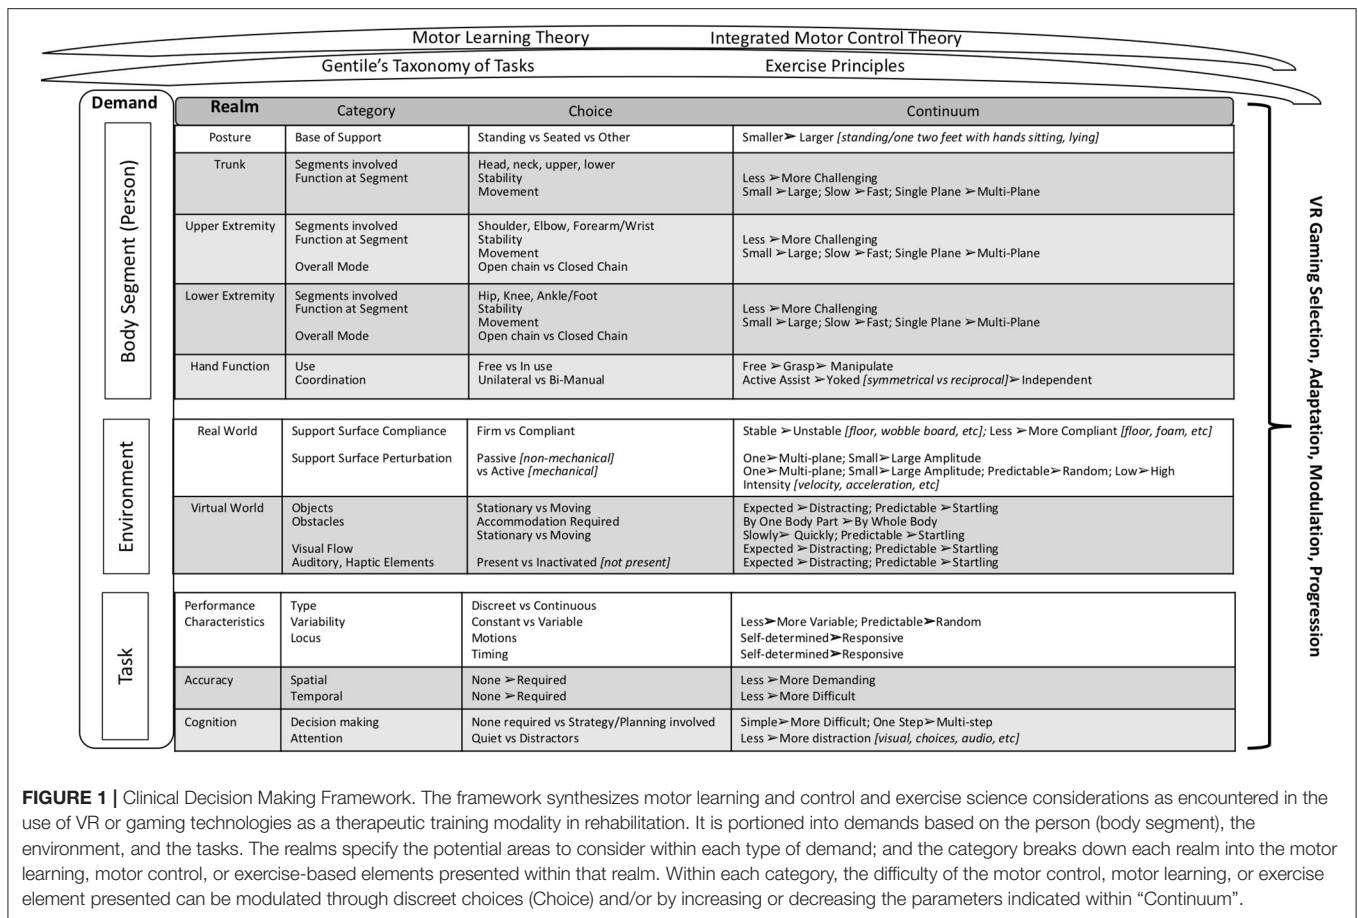 Motor Learning Theory Integrated Motor Control Theory
Gentile's Taxonomy of Tasks Exercise Principles
Demand Realm Category Choice Continuum
Body Segment (Person)
Posture Base of Support Standing vs Seated vs Other Smaller➤ Larger [standing/one two feet with hands sitting, lying]
Trunk Segments involved Head, neck, upper, lower
Function at Segment Stability Less ➤More Challenging
Movement Small ➤Large; Slow ➤Fast; Single Plane ➤Multi-Plane
Upper Extremity Segments involved Shoulder, Elbow, Forearm/Wrist
Function at Segment Stability Less ➤More Challenging
Movement Small ➤Large; Slow ➤Fast; Single Plane ➤Multi-Plane
Overall Mode Open chain vs Closed Chain
Lower Extremity Segments involved Hip, Knee, Ankle/Foot
Function at Segment Stability Less ➤More Challenging
Movement Small ➤Large; Slow ➤Fast; Single Plane ➤Multi-Plane
Overall Mode Open chain vs Closed Chain
Hand Function Use Free vs In use Free ➤Grasp➤ Manipulate
Coordination Unilateral vs Bi-Manual Active Assist ➤Yoked [symmetrical vs reciprocal]➤ Independent
Environment
Real World Support Surface Compliance Firm vs Compliant Stable ➤Unstable [floor, wobble board, etc]; Less ➤More Compliant [floor, foam, etc]
Support Surface Perturbation Passive [non-mechanical] One➤Multi-plane; Small➤Large Amplitude
vs Active [mechanical] One➤Multi-plane; Small➤Large Amplitude; Predictable➤Random; Low➤High
Intensity [velocity, acceleration, etc]
Virtual World Objects Stationary vs Moving Expected ➤Distracting; Predictable ➤Startling
Obstacles Accommodation Required By One Body Part ➤By Whole Body
Stationary vs Moving Slowly➤ Quickly; Predictable ➤Startling
Visual Flow Expected ➤Distracting; Predictable ➤Startling
Auditory, Haptic Elements Present vs Inactivated [not present] Expected ➤Distracting; Predictable ➤Startling
Task
Performance Type Discreet vs Continuous
Characteristics Variability Constant vs Variable Less➤More Variable; Predictable➤Random
Locus Motions Self-determined➤Responsive
Timing Self-determined➤Responsive
Accuracy Spatial None ➤Required Less ➤More Demanding
Temporal None ➤Required Less ➤More Difficult
Cognition Decision making None required vs Strategy/Planning involved Simple➤More Difficult; One Step➤Multi-step
Attention Quiet vs Distractors Less ➤More distraction [visual, choices, audio, etc]
VR Gaming Selection, Adaptation, Modulation, Progression
FIGURE 1 | Clinical Decision Making Framework. The framework synthesizes motor learning and control and exercise science considerations as encountered in the
use of VR or gaming technologies as a therapeutic training modality in rehabilitation. It is portioned into demands based on the person (body segment), the
environment, and the tasks. The realms specify the potential areas to consider within each type of demand; and the category breaks down each realm into the motor
learning, motor control, or exercise-based elements presented within that realm. Within each category, the difficulty of the motor control, motor learning, or exercise
element presented can be modulated through discreet choices (Choice) and/or by increasing or decreasing the parameters indicated within “Continuum”.